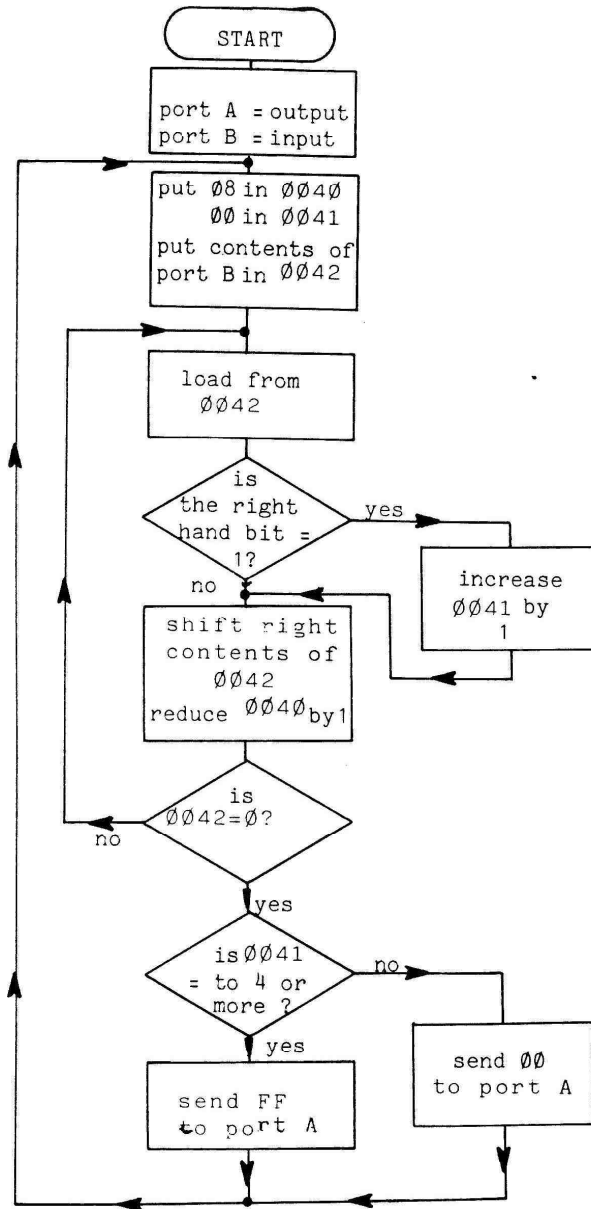 START
port A = output
port B = input
put Ø8 in ØØ4Ø
ØØ in ØØ41
put contents of
port B in ØØ42
load from
ØØ42
is
the right
hand bit =
1?
yes
no
increase
ØØ41 by
1
shift right
contents of
ØØ42
reduce ØØ4Ø by 1
is
ØØ42=Ø?
no
yes
is ØØ41
= to 4 or
more ?
no
yes
send FF
to port A
send ØØ
to port A